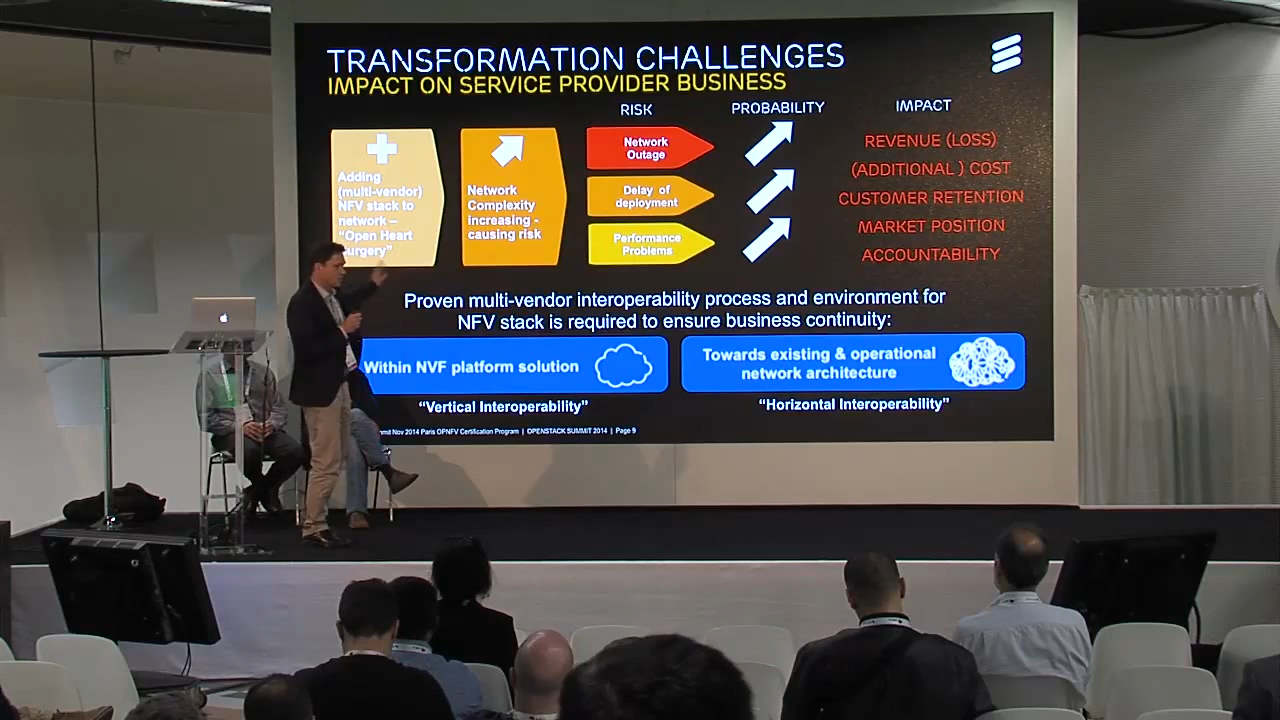 TRANSFORMATION CHALLENGES
IMPACT ON SERVICE PROVIDER BUSINESS
RISK
PROBABILITY
IMPACT
Adding
(multi-vendor)
NFV stack to
network –
“Open Heart
urgery”
Network
Complexity
increasing -
causing risk
Network
Outage
Delay of
deployment
Performance
Problems
REVENUE (LOSS)
(ADDITIONAL ) COST
CUSTOMER RETENTION
MARKET POSITION
ACCOUNTABILITY
Proven multi-vendor interoperability process and environment for
NFV stack is required to ensure business continuity:
Within NVF platform solution
Towards existing & operational
network architecture
“Vertical Interoperability”
“Horizontal Interoperability”
mmit Nov 2014 Paris OPNFV Certification Program | OPENSTACK SUMMIT 2014 | Page 9